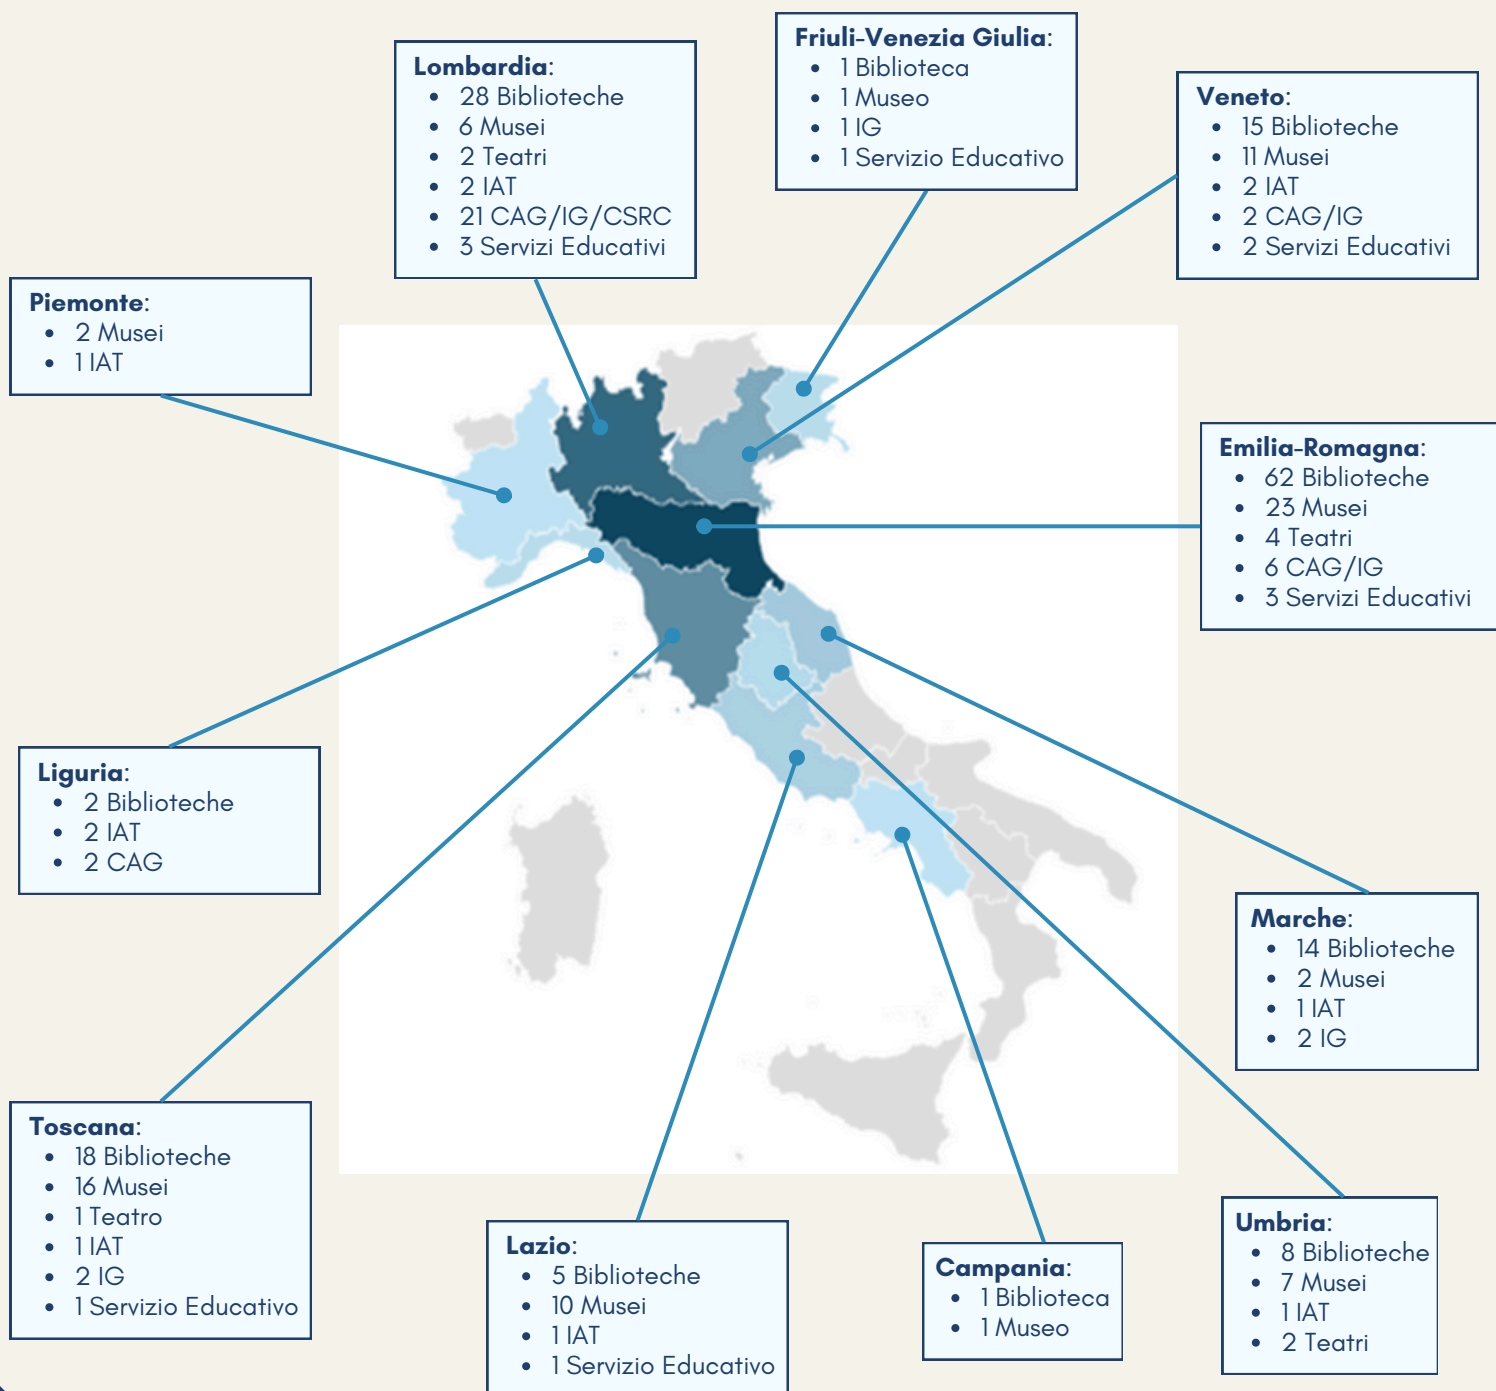 Friuli-Venezia Giulia:
• 1 Biblioteca
• 1 Museo
• 1 IG
• 1 Servizio Educativo
Lombardia:
• 28 Biblioteche
• 6 Musei
• 2 Teatri
• 2 IAT
• 21 CAG/IG/CSRC
• 3 Servizi Educativi
Veneto:
• 15 Biblioteche
• 11 Musei
• 2 IAT
• 2 CAG/IG
• 2 Servizi Educativi
Piemonte:
• 2 Musei
• 1 IAT
Emilia-Romagna:
• 62 Biblioteche
• 23 Musei
• 4 Teatri
• 6 CAG/IG
• 3 Servizi Educativi
Liguria:
• 2 Biblioteche
• 2 IAT
• 2 CAG
Marche:
• 14 Biblioteche
• 2 Musei
• 1 IAT
• 2 IG
Toscana:
• 18 Biblioteche
• 16 Musei
• 1 Teatro
• 1 IAT
• 2 IG
• 1 Servizio Educativo
Lazio:
• 5 Biblioteche
• 10 Musei
• 1 IAT
• 1 Servizio Educativo
Campania:
• 1 Biblioteca
• 1 Museo
Umbria:
• 8 Biblioteche
• 7 Musei
• 1 IAT
• 2 Teatri